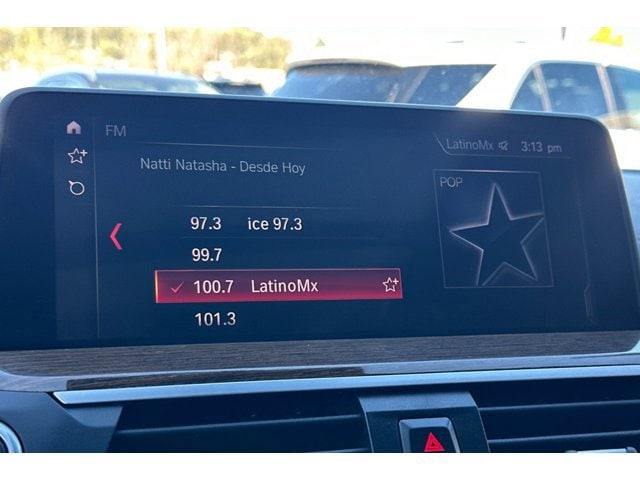 FM
LatinoMx 3:13 pm
Natti Natasha - Desde Hoy
POP
97.3 ice 97.3
99.7
100.7 LatinoMx
101.3